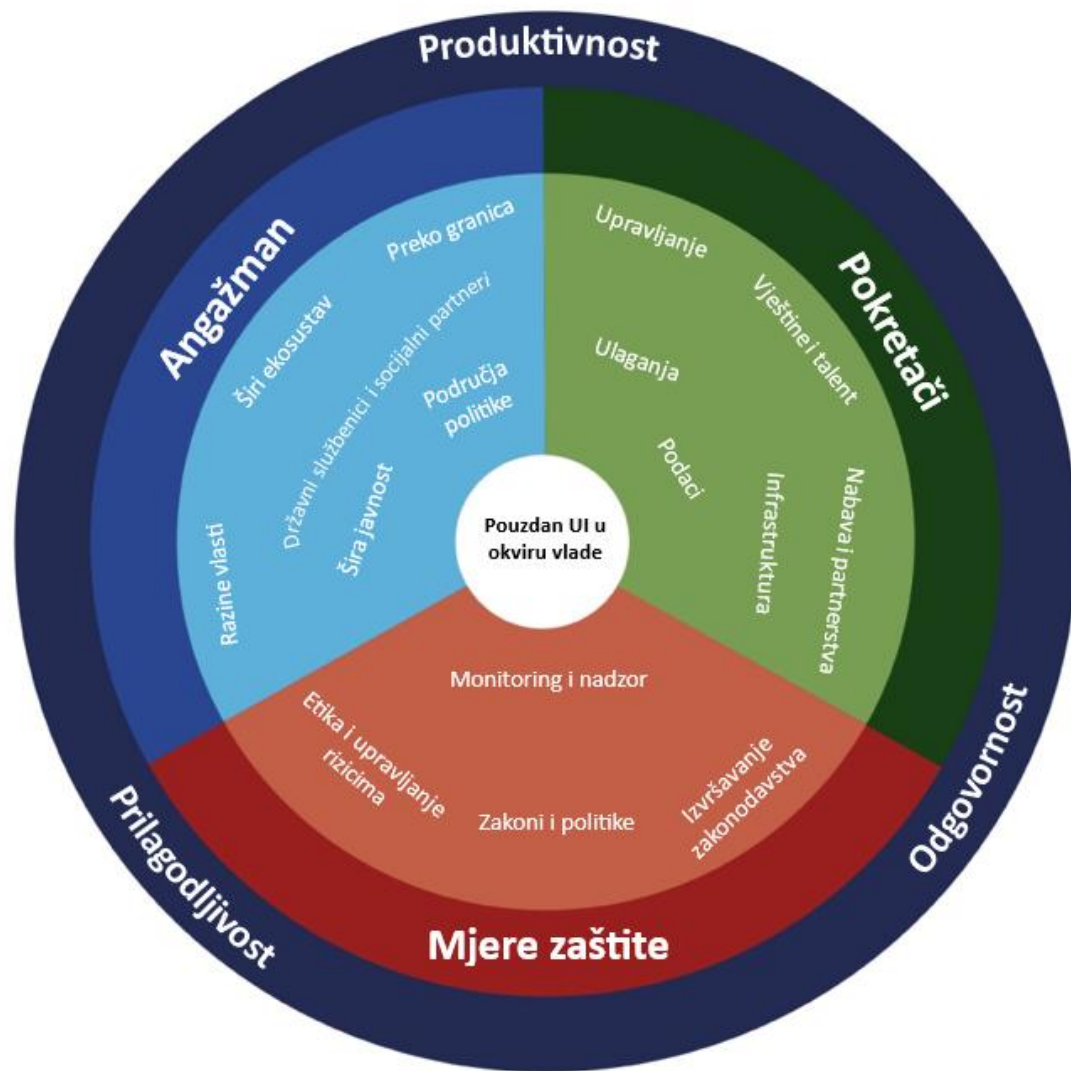 Produktivnost
Angažman
Pokretači
Preko granica
Širi ekosustav
Državni službenici i socijalni partneri
Područja
politike
Šira javnost
Razine vlasti
Upravljanje
Vještine i talent
Ulaganja
Podaci
Infrastruktura
Nabava i partnerstva
Pouzdan UI u
okviru vlade
Monitoring i nadzor
Etika i upravljanje
rizicima
Zakoni i politike
Izvršavanje
zakonodavstva
Mjere zaštite
Prilagodljivost
Odgovornost